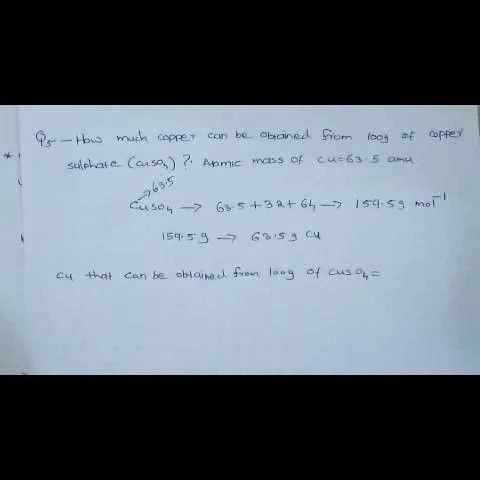 Q5 - How much copper can be obtained from 100g of copper
* sulphate (CuSO4) ? Atomic mass of Cu=63.5 amu
63.5
CuSO4 → 63.5 + 32 + 64 → 159.5 g mol-1
159.5 g → 63.5 g Cu
Cu that can be obtained from 100g of CuSO4 =